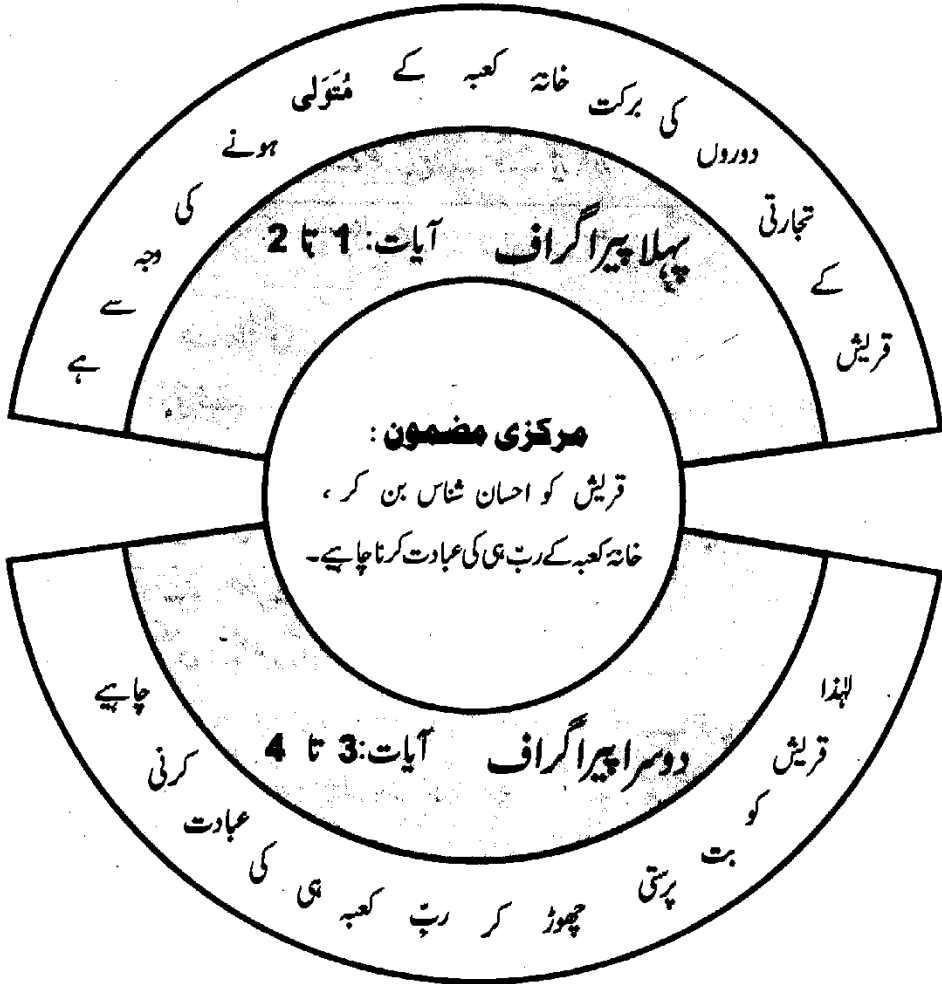 قریش کے تجارتی دوروں کی برکت خانۂ کعبہ کے مُتَوَلی ہونے کی وجہ سے ہے
پہلا پیراگراف آیات: 1 تا 2
مرکزی مضمون :
قریش کو احسان شناس بن کر ،
خانۂ کعبہ کے ربّ ہی کی عبادت کرنا چاہیے۔
دوسرا پیراگراف آیات: 3 تا 4
لہٰذا قریش کو بت پرستی چھوڑ کر ربِّ کعبہ ہی کی عبادت کرنی چاہیے